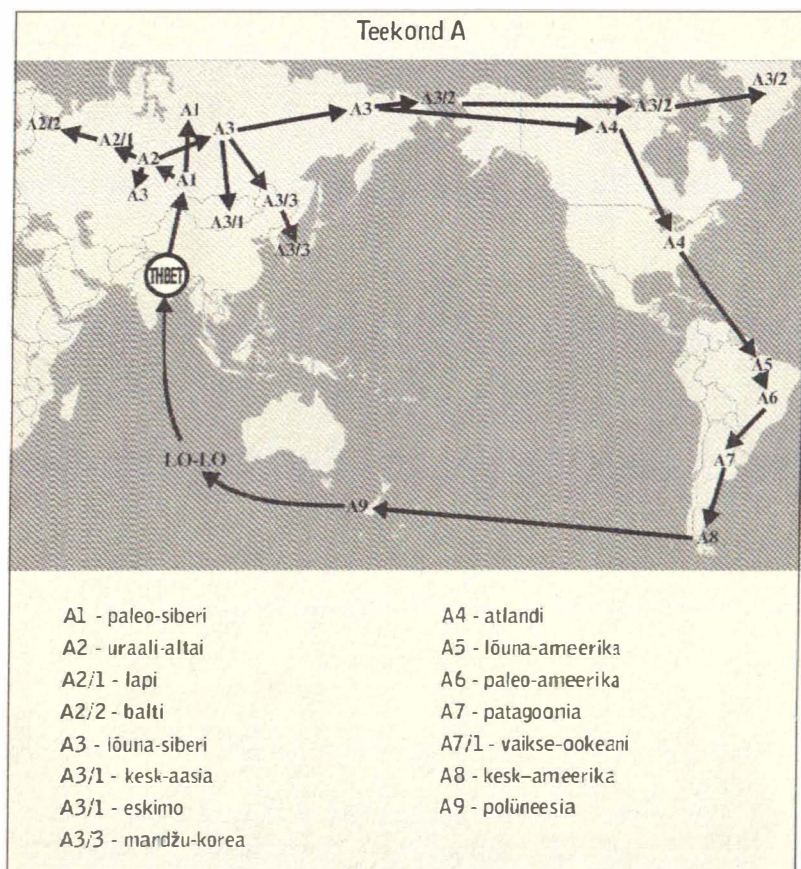 Teekond A
A3/2
A1
A3/2
A3
A3/2
A2/2
A3
A4
A2/1
A2
A1
A3
A3/3
A3/1
A4
A3/3
THBET
A5
A6
LO-LO
A7
A9
A8
A1 - paleo-siberi
A2 - uraali-altai
A2/1 - lapi
A2/2 - balti
A3 - lõuna-siberi
A3/1 - kesk-aasia
A3/1 - eskimo
A3/3 - mandžu-korea
A4 - atlandi
A5 - lõuna-ameerika
A6 - paleo-ameerika
A7 - patagoonia
A7/1 - vaikse-ookeani
A8 - kesk-ameerika
A9 - polüneesia